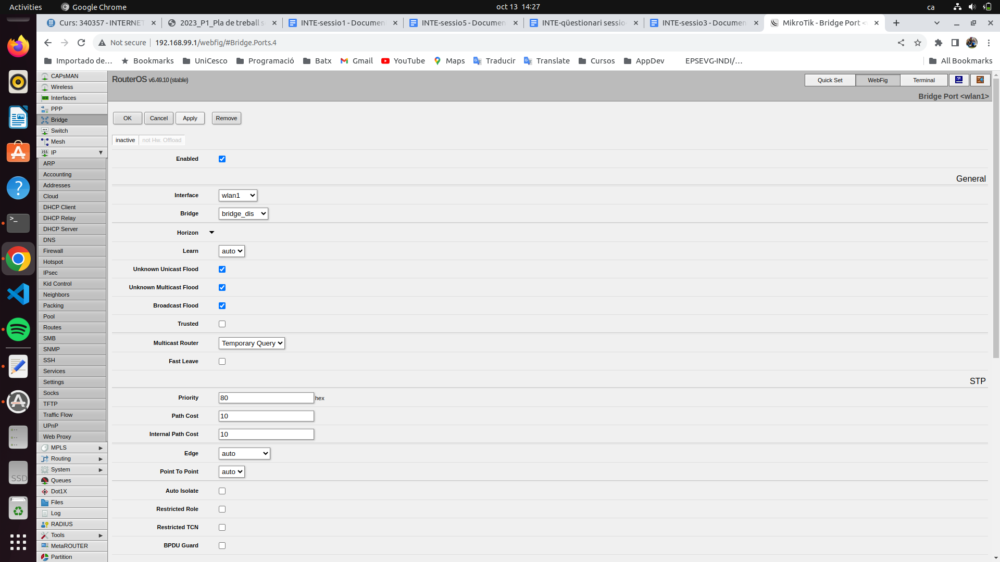 Activities
Google Chrome
oct 13 14:27
ca
Curs: 340357 - INTERNET
2023_P1_Pla de treball s
INTE-sessio1 - Documen
INTE-sessio5 - Documen
INTE-qüestionari sessio
INTE-sessio3 - Documen
MikroTik - Bridge Port <
Not secure
192.168.99.1/webfig/#Bridge.Ports.4
Importado de…
Bookmarks
UniCesco
Programació
Batx
Gmail
YouTube
Maps
Traducir
Translate
Cursos
AppDev
EPSEVG-INDI/…
All Bookmarks
CAPsMAN
Wireless
Interfaces
PPP
Bridge
Switch
Mesh
IP
ARP
Accounting
Addresses
Cloud
DHCP Client
DHCP Relay
DHCP Server
DNS
Firewall
Hotspot
IPsec
Kid Control
Neighbors
Packing
Pool
Routes
SMB
SNMP
SSH
Services
Settings
Socks
TFTP
Traffic Flow
UPnP
Web Proxy
MPLS
Routing
System
Queues
Dot1X
Files
Log
RADIUS
Tools
MetaROUTER
Partition
RouterOS v6.49.10 (stable)
Quick Set
WebFig
Terminal
Bridge Port <wlan1>
OK
Cancel
Apply
Remove
inactive
not Hw. Offload
Enabled
General
Interface
wlan1
Bridge
bridge_dis
Horizon
Learn
auto
Unknown Unicast Flood
Unknown Multicast Flood
Broadcast Flood
Trusted
Multicast Router
Temporary Query
Fast Leave
STP
Priority
80
hex
Path Cost
10
Internal Path Cost
10
Edge
auto
Point To Point
auto
Auto Isolate
Restricted Role
Restricted TCN
BPDU Guard
SSD